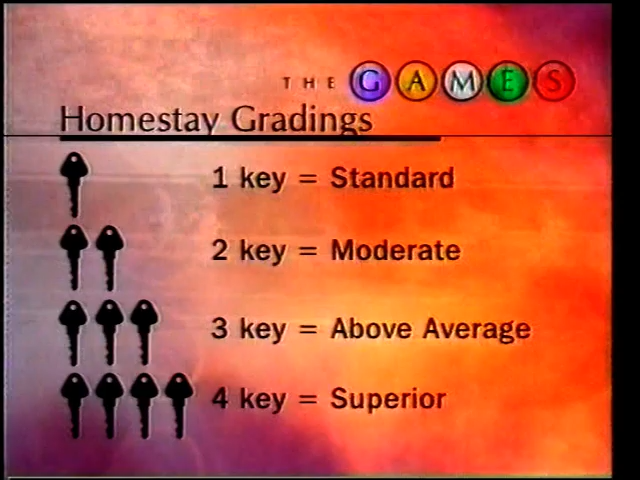 THE GAMES
Homestay Gradings
1 key = Standard
2 key = Moderate
3 key = Above Average
4 key = Superior